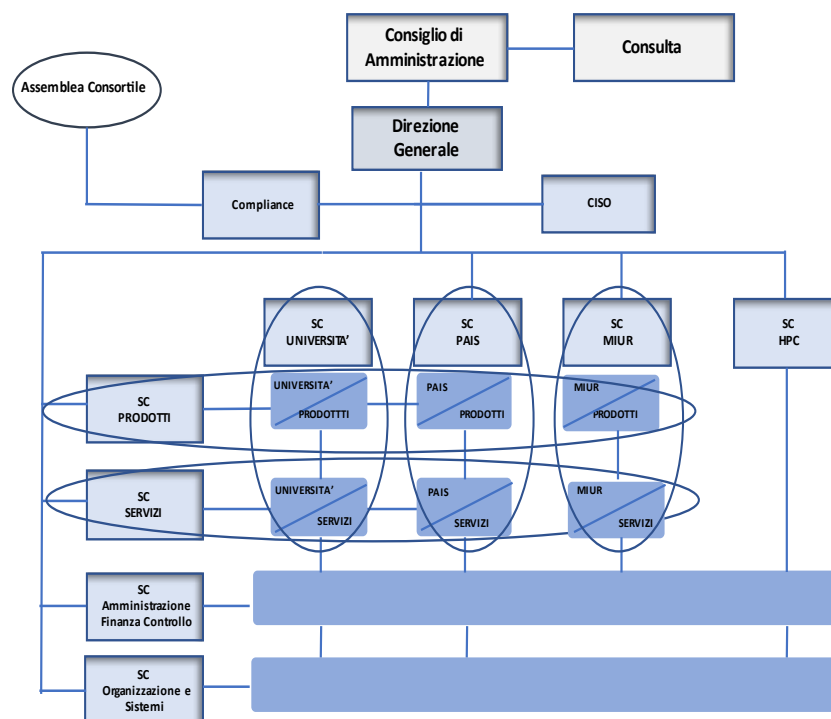 Consiglio di
Amministrazione
Consulta
Assemblea Consortile
Direzione
Generale
Compliance
CISO
SC
UNIVERSITA'
SC
PAIS
SC
MIUR
SC
HPC
SC
PRODOTTI
UNIVERSITA'
PRODOTTTI
PAIS
PRODOTTI
MIUR
PRODOTTI
SC
SERVIZI
UNIVERSITA'
SERVIZI
PAIS
SERVIZI
MIUR
SERVIZI
SC
Amministrazione
Finanza Controllo
SC
Organizzazione e
Sistemi